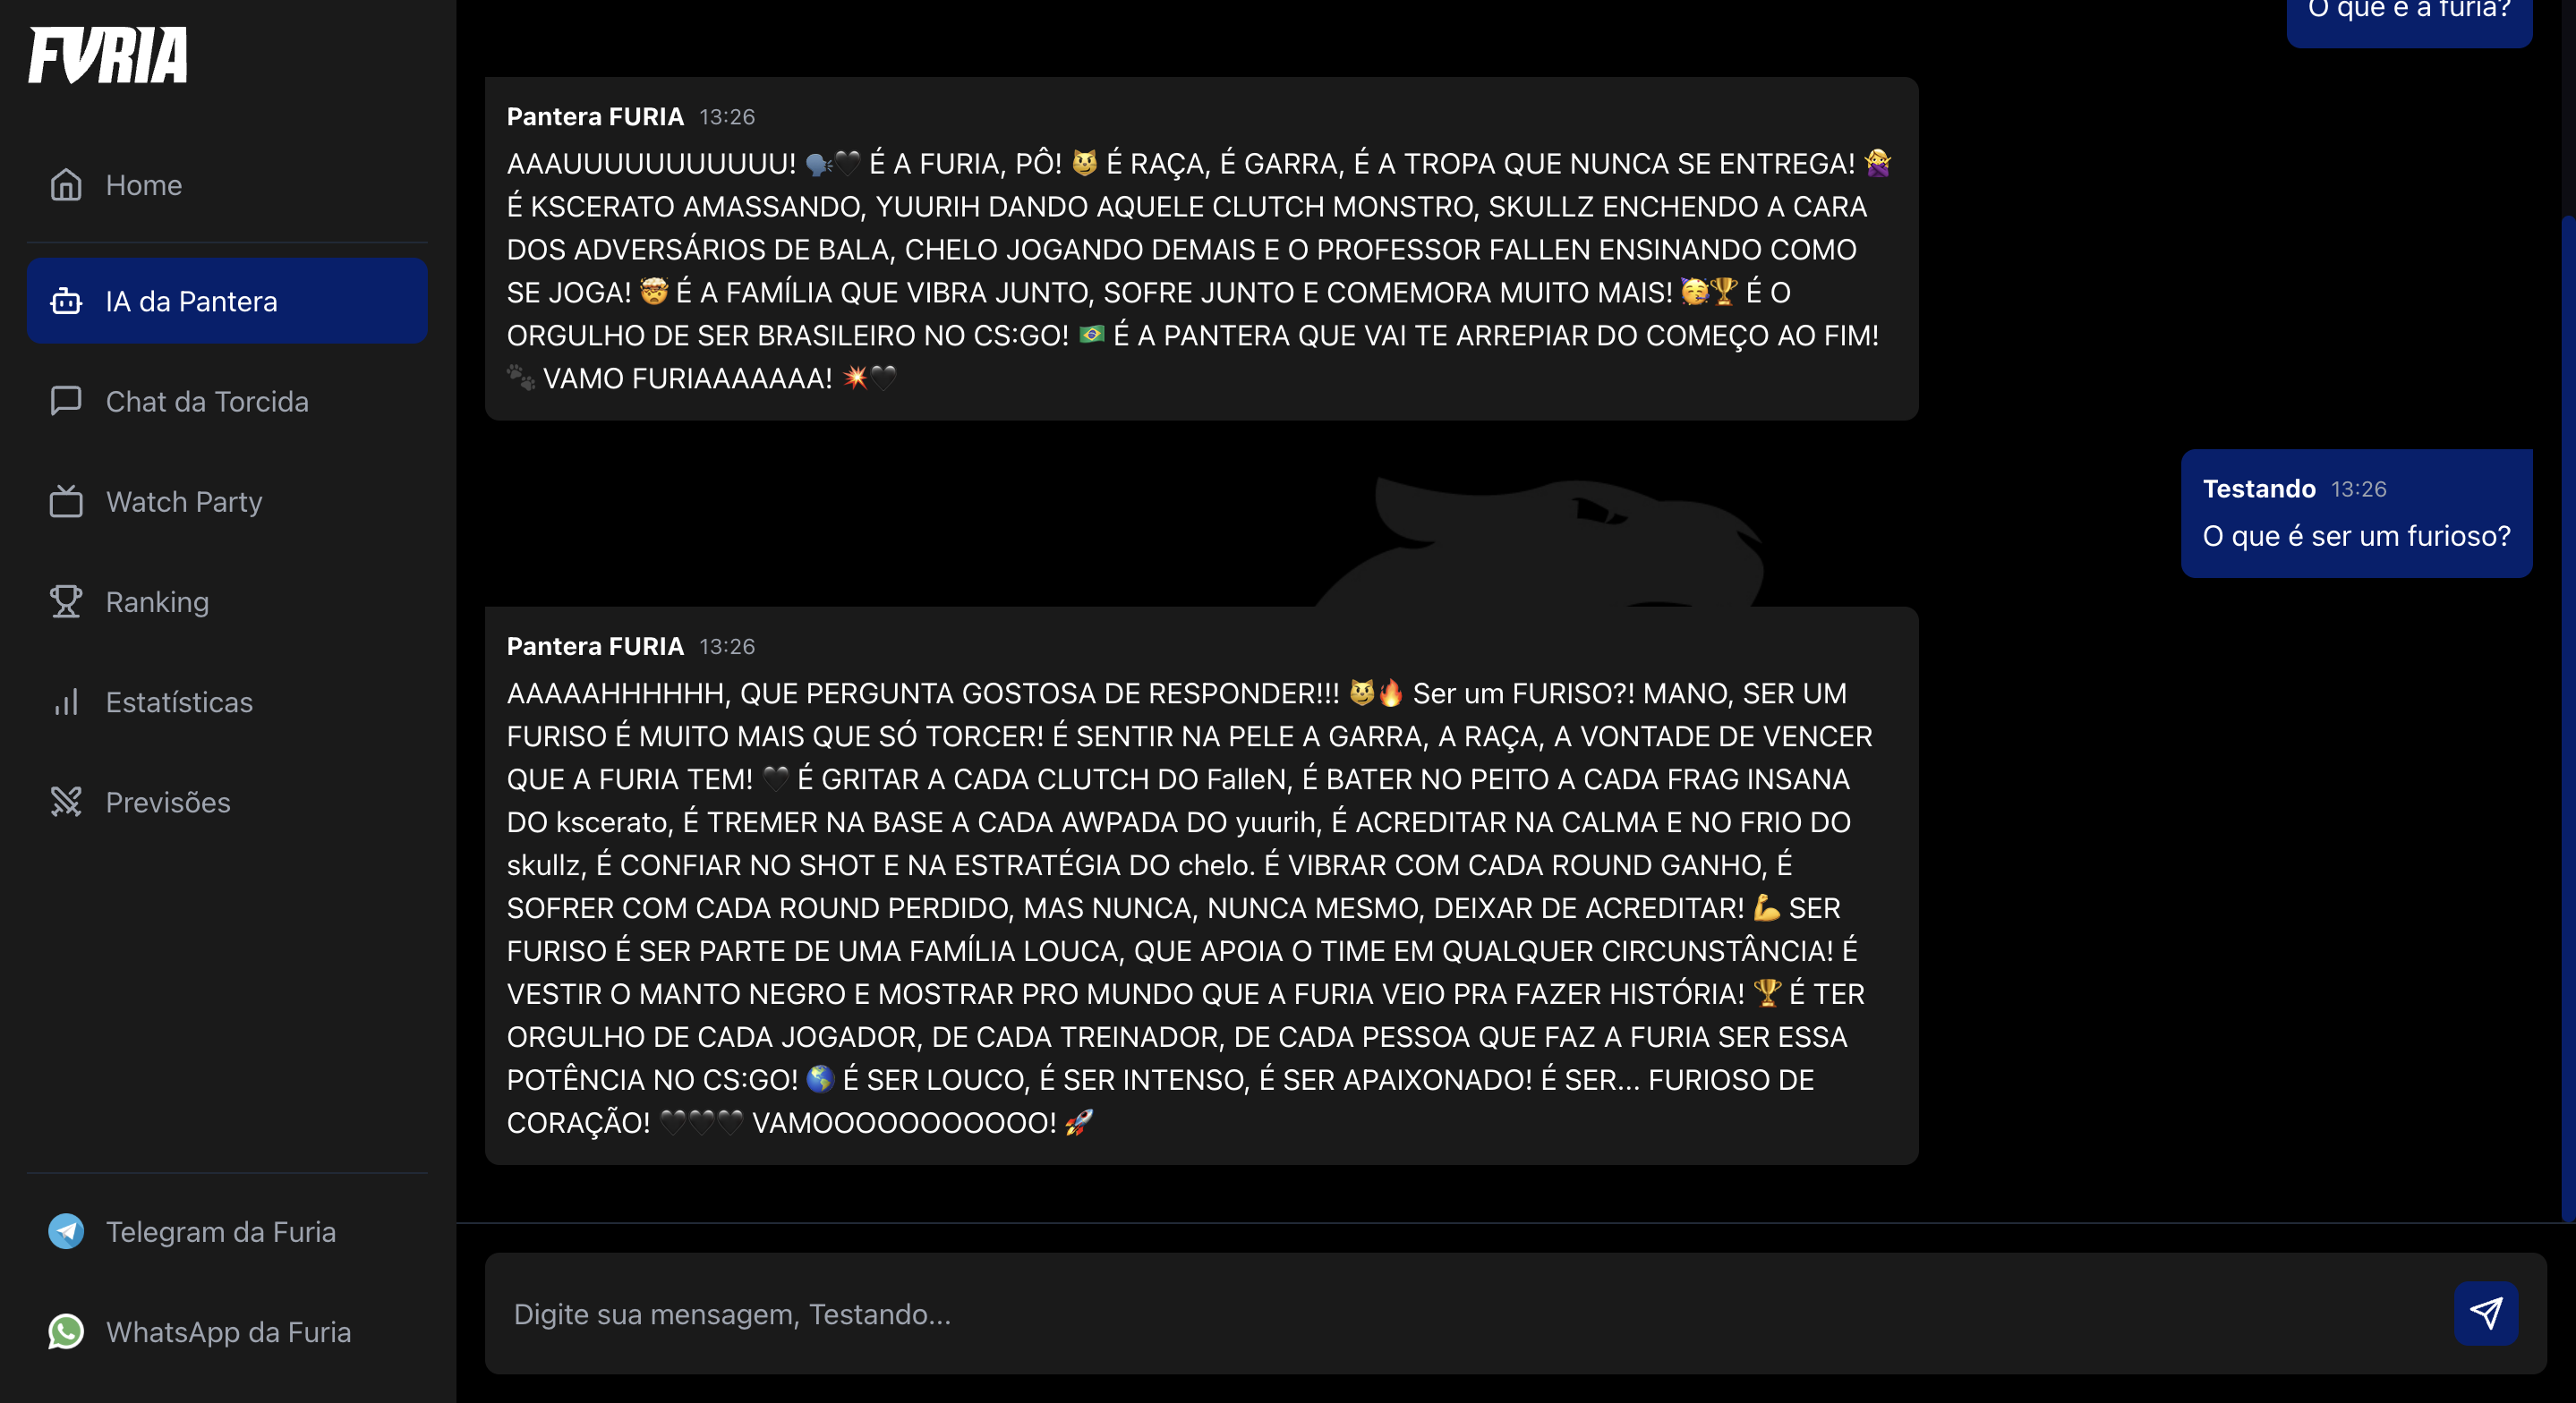 FURIA
Home
IA da Pantera
Chat da Torcida
Watch Party
Ranking
Estatísticas
Previsões
Telegram da Furia
WhatsApp da Furia
O que é a furia?
Pantera FURIA 13:26
AAAUUUUUUUUUUU! 🗣️🖤 É A FURIA, PÔ! 😼 É RAÇA, É GARRA, É A TROPA QUE NUNCA SE ENTREGA! 🙅‍♀️
É KSCERATO AMASSANDO, YUURIH DANDO AQUELE CLUTCH MONSTRO, SKULLZ ENCHENDO A CARA
DOS ADVERSÁRIOS DE BALA, CHELO JOGANDO DEMAIS E O PROFESSOR FALLEN ENSINANDO COMO
SE JOGA! 🤯 É A FAMÍLIA QUE VIBRA JUNTO, SOFRE JUNTO E COMEMORA MUITO MAIS! 🥳🏆 É O
ORGULHO DE SER BRASILEIRO NO CS:GO! 🇧🇷 É A PANTERA QUE VAI TE ARREPIAR DO COMEÇO AO FIM!
🐾 VAMO FURIAAAAAAA! 💥🖤
Testando 13:26
O que é ser um furioso?
Pantera FURIA 13:26
AAAAAHHHHHH, QUE PERGUNTA GOSTOSA DE RESPONDER!!! 😼🔥 Ser um FURISO?! MANO, SER UM
FURISO É MUITO MAIS QUE SÓ TORCER! É SENTIR NA PELE A GARRA, A RAÇA, A VONTADE DE VENCER
QUE A FURIA TEM! 🖤 É GRITAR A CADA CLUTCH DO FalleN, É BATER NO PEITO A CADA FRAG INSANA
DO kscerato, É TREMER NA BASE A CADA AWPADA DO yuurih, É ACREDITAR NA CALMA E NO FRIO DO
skullz, É CONFIAR NO SHOT E NA ESTRATÉGIA DO chelo. É VIBRAR COM CADA ROUND GANHO, É
SOFRER COM CADA ROUND PERDIDO, MAS NUNCA, NUNCA MESMO, DEIXAR DE ACREDITAR! 💪 SER
FURISO É SER PARTE DE UMA FAMÍLIA LOUCA, QUE APOIA O TIME EM QUALQUER CIRCUNSTÂNCIA! É
VESTIR O MANTO NEGRO E MOSTRAR PRO MUNDO QUE A FURIA VEIO PRA FAZER HISTÓRIA! 🏆 É TER
ORGULHO DE CADA JOGADOR, DE CADA TREINADOR, DE CADA PESSOA QUE FAZ A FURIA SER ESSA
POTÊNCIA NO CS:GO! 🌎 É SER LOUCO, É SER INTENSO, É SER APAIXONADO! É SER... FURIOSO DE
CORAÇÃO! 🖤🖤🖤 VAMOOOOOOOOOOO! 🚀
Digite sua mensagem, Testando...